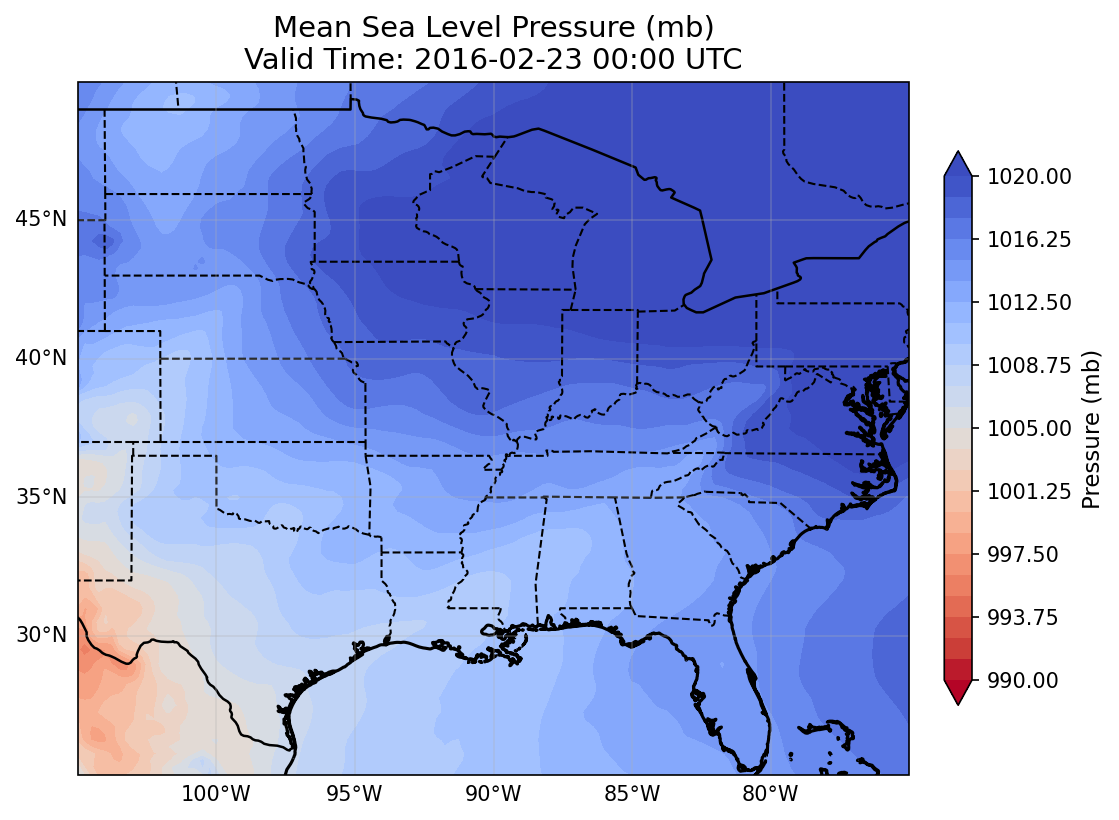 Mean Sea Level Pressure (mb)
Valid Time: 2016-02-23 00:00 UTC
45°N
40°N
35°N
30°N
100°W
95°W
90°W
85°W
80°W
1020.00
1016.25
1012.50
1008.75
1005.00
1001.25
997.50
993.75
990.00
Pressure (mb)